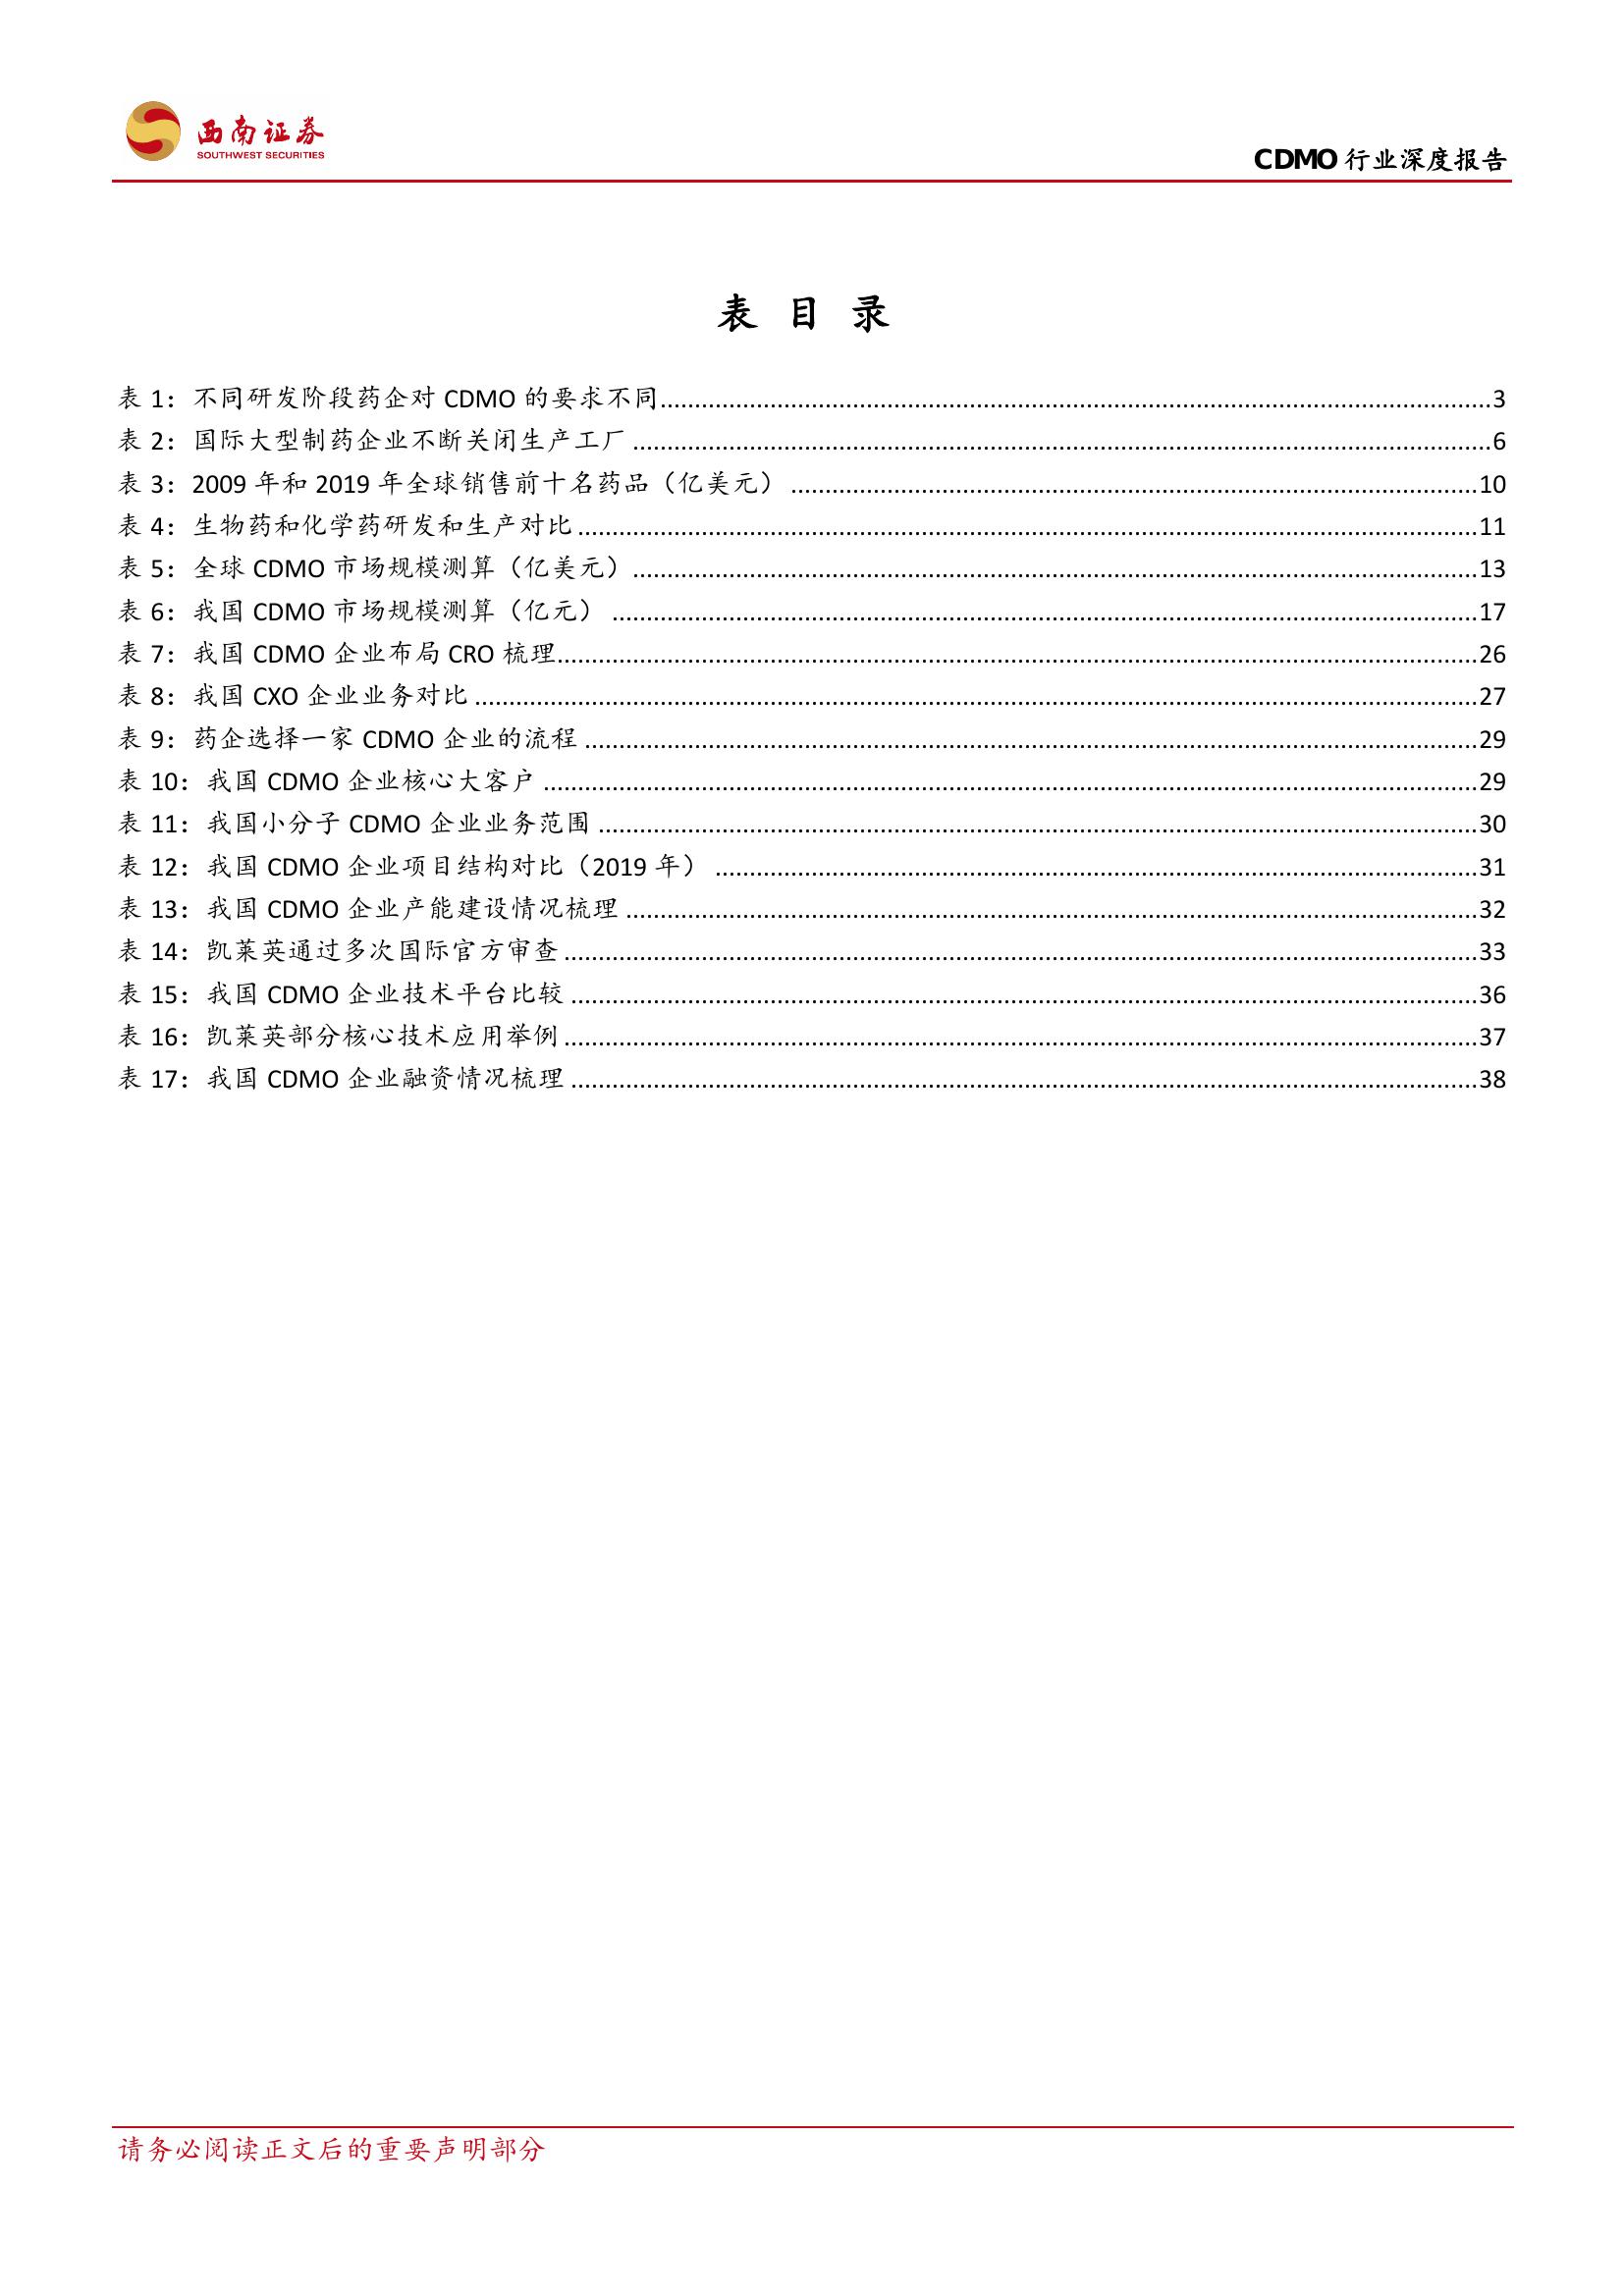 西南证券
SOUTHWEST SECURITIES
CDMO 行业深度报告
表 目 录
表 1：不同研发阶段药企对 CDMO 的要求不同........................................3
表 2：国际大型制药企业不断关闭生产工厂........................................6
表 3：2009 年和 2019 年全球销售前十名药品（亿美元）........................................10
表 4：生物药和化学药研发和生产对比........................................11
表 5：全球 CDMO 市场规模测算（亿美元）........................................13
表 6：我国 CDMO 市场规模测算（亿元）........................................17
表 7：我国 CDMO 企业布局 CRO 梳理........................................26
表 8：我国 CXO 企业业务对比........................................27
表 9：药企选择一家 CDMO 企业的流程........................................29
表 10：我国 CDMO 企业核心大客户........................................29
表 11：我国小分子 CDMO 企业业务范围........................................30
表 12：我国 CDMO 企业项目结构对比（2019 年）........................................31
表 13：我国 CDMO 企业产能建设情况梳理........................................32
表 14：凯莱英通过多次国际官方审查........................................33
表 15：我国 CDMO 企业技术平台比较........................................36
表 16：凯莱英部分核心技术应用举例........................................37
表 17：我国 CDMO 企业融资情况梳理........................................38
请务必阅读正文后的重要声明部分